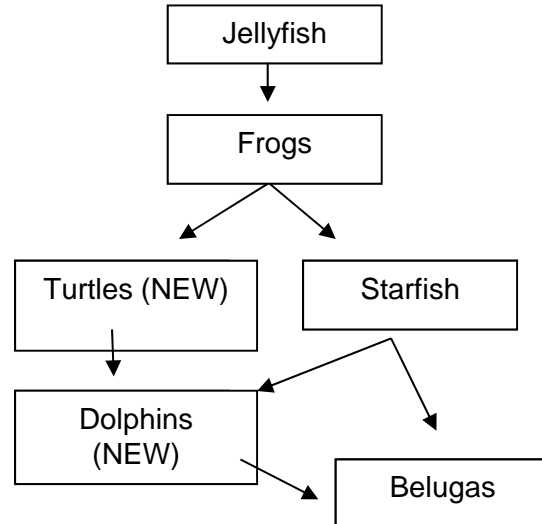 Jellyfish
Frogs
Turtles (NEW)
Starfish
Dolphins
(NEW)
Belugas